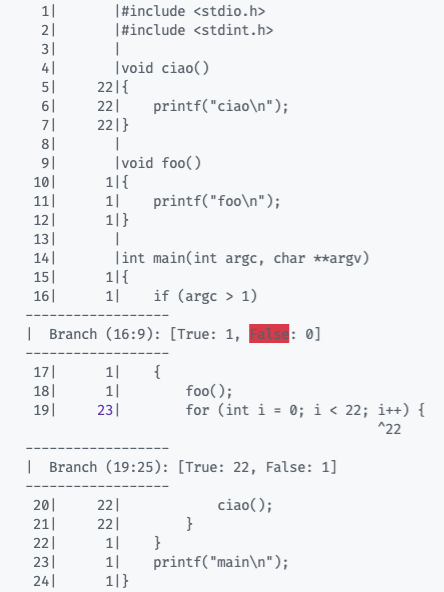 1|       |#include <stdio.h>
    2|       |#include <stdint.h>
    3|       |
    4|       |void ciao()
    5|     22|{
    6|     22|    printf("ciao\n");
    7|     22|}
    8|       |
    9|       |void foo()
   10|      1|{
   11|      1|    printf("foo\n");
   12|      1|}
   13|       |
   14|       |int main(int argc, char **argv)
   15|      1|{
   16|      1|    if (argc > 1)
------------------
|  Branch (16:9): [True: 1, False: 0]
------------------
   17|      1|    {
   18|      1|        foo();
   19|     23|        for (int i = 0; i < 22; i++) {
                                            ^22
------------------
|  Branch (19:25): [True: 22, False: 1]
------------------
   20|     22|            ciao();
   21|     22|        }
   22|      1|    }
   23|      1|    printf("main\n");
   24|      1|}